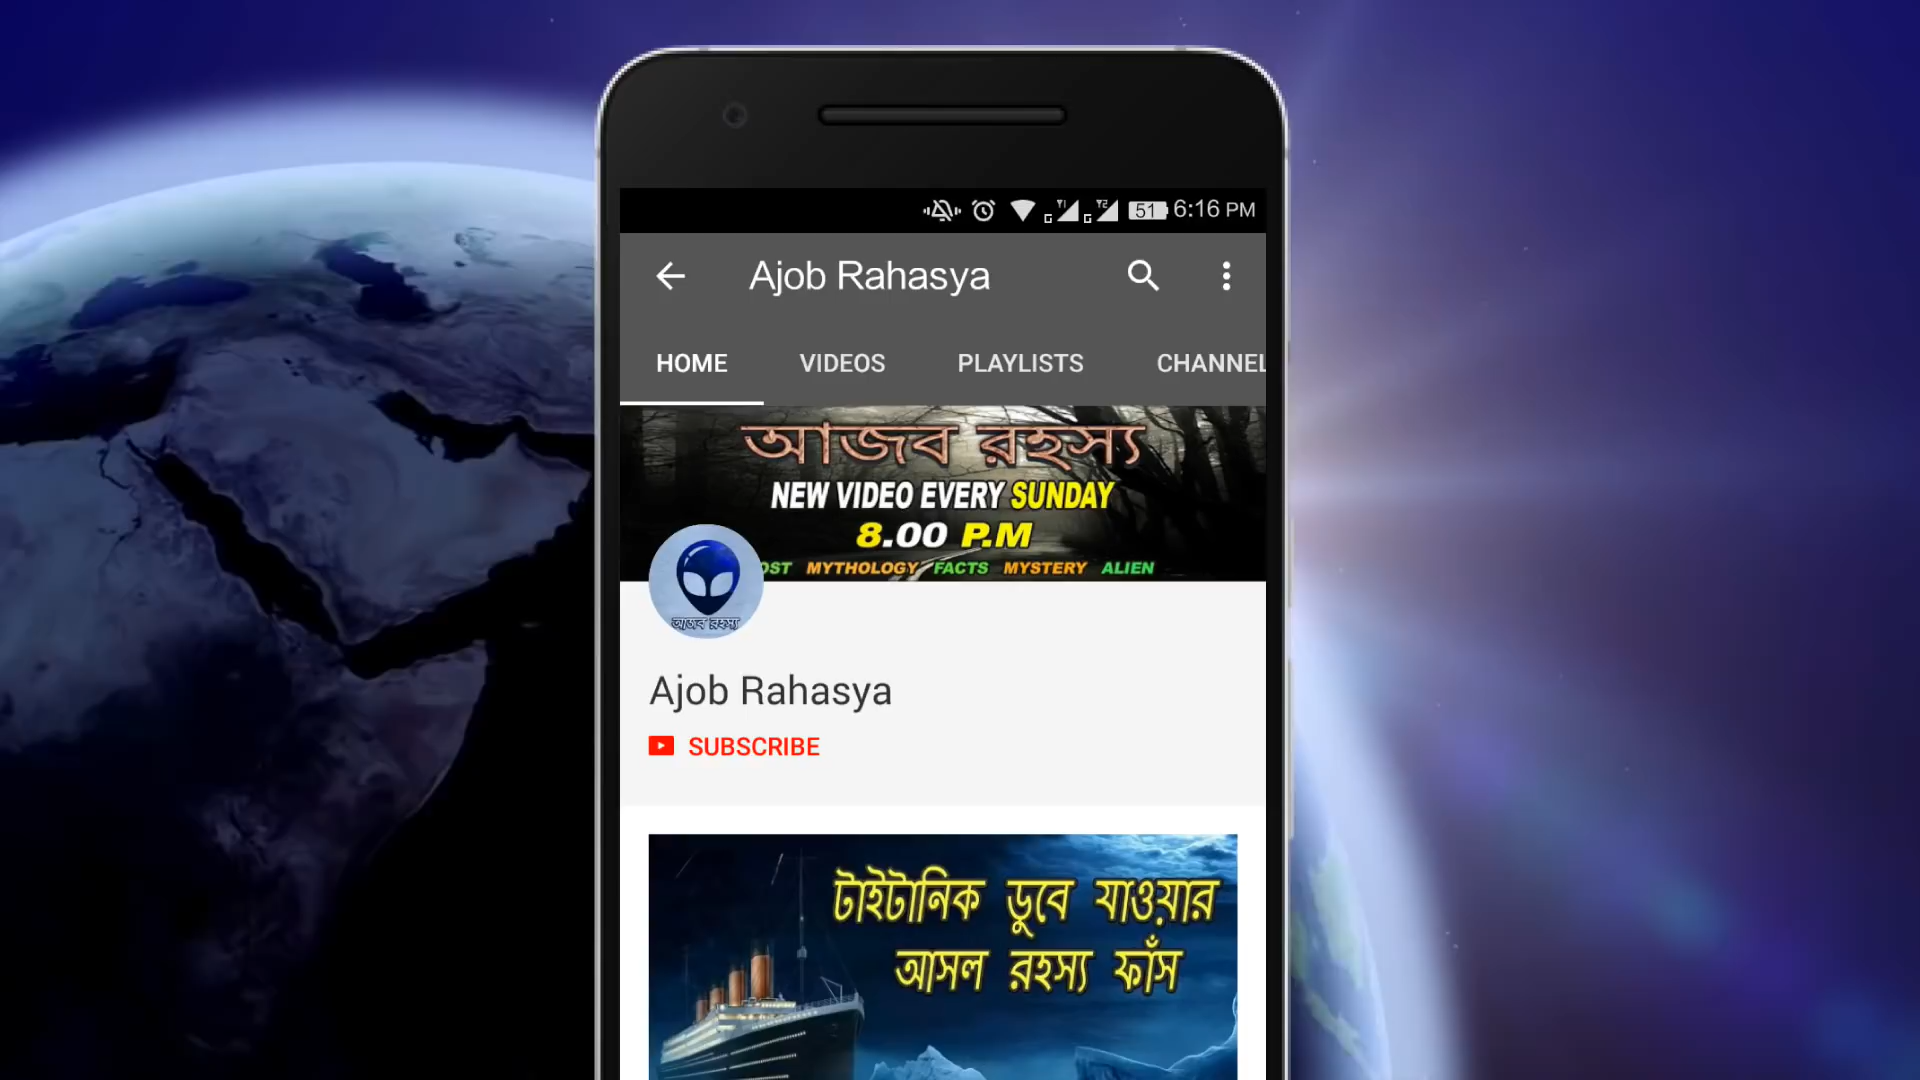 51 6:16 PM
Ajob Rahasya
HOME VIDEOS PLAYLISTS CHANNEL
আজব রহস্য
NEW VIDEO EVERY SUNDAY
8.00 P.M
MYTHOLOGY FACTS MYSTERY ALIEN
আজব রহস্য
Ajob Rahasya
SUBSCRIBE
টাইটানিক ডুবে যাওয়ার
আসল রহস্য ফাঁস